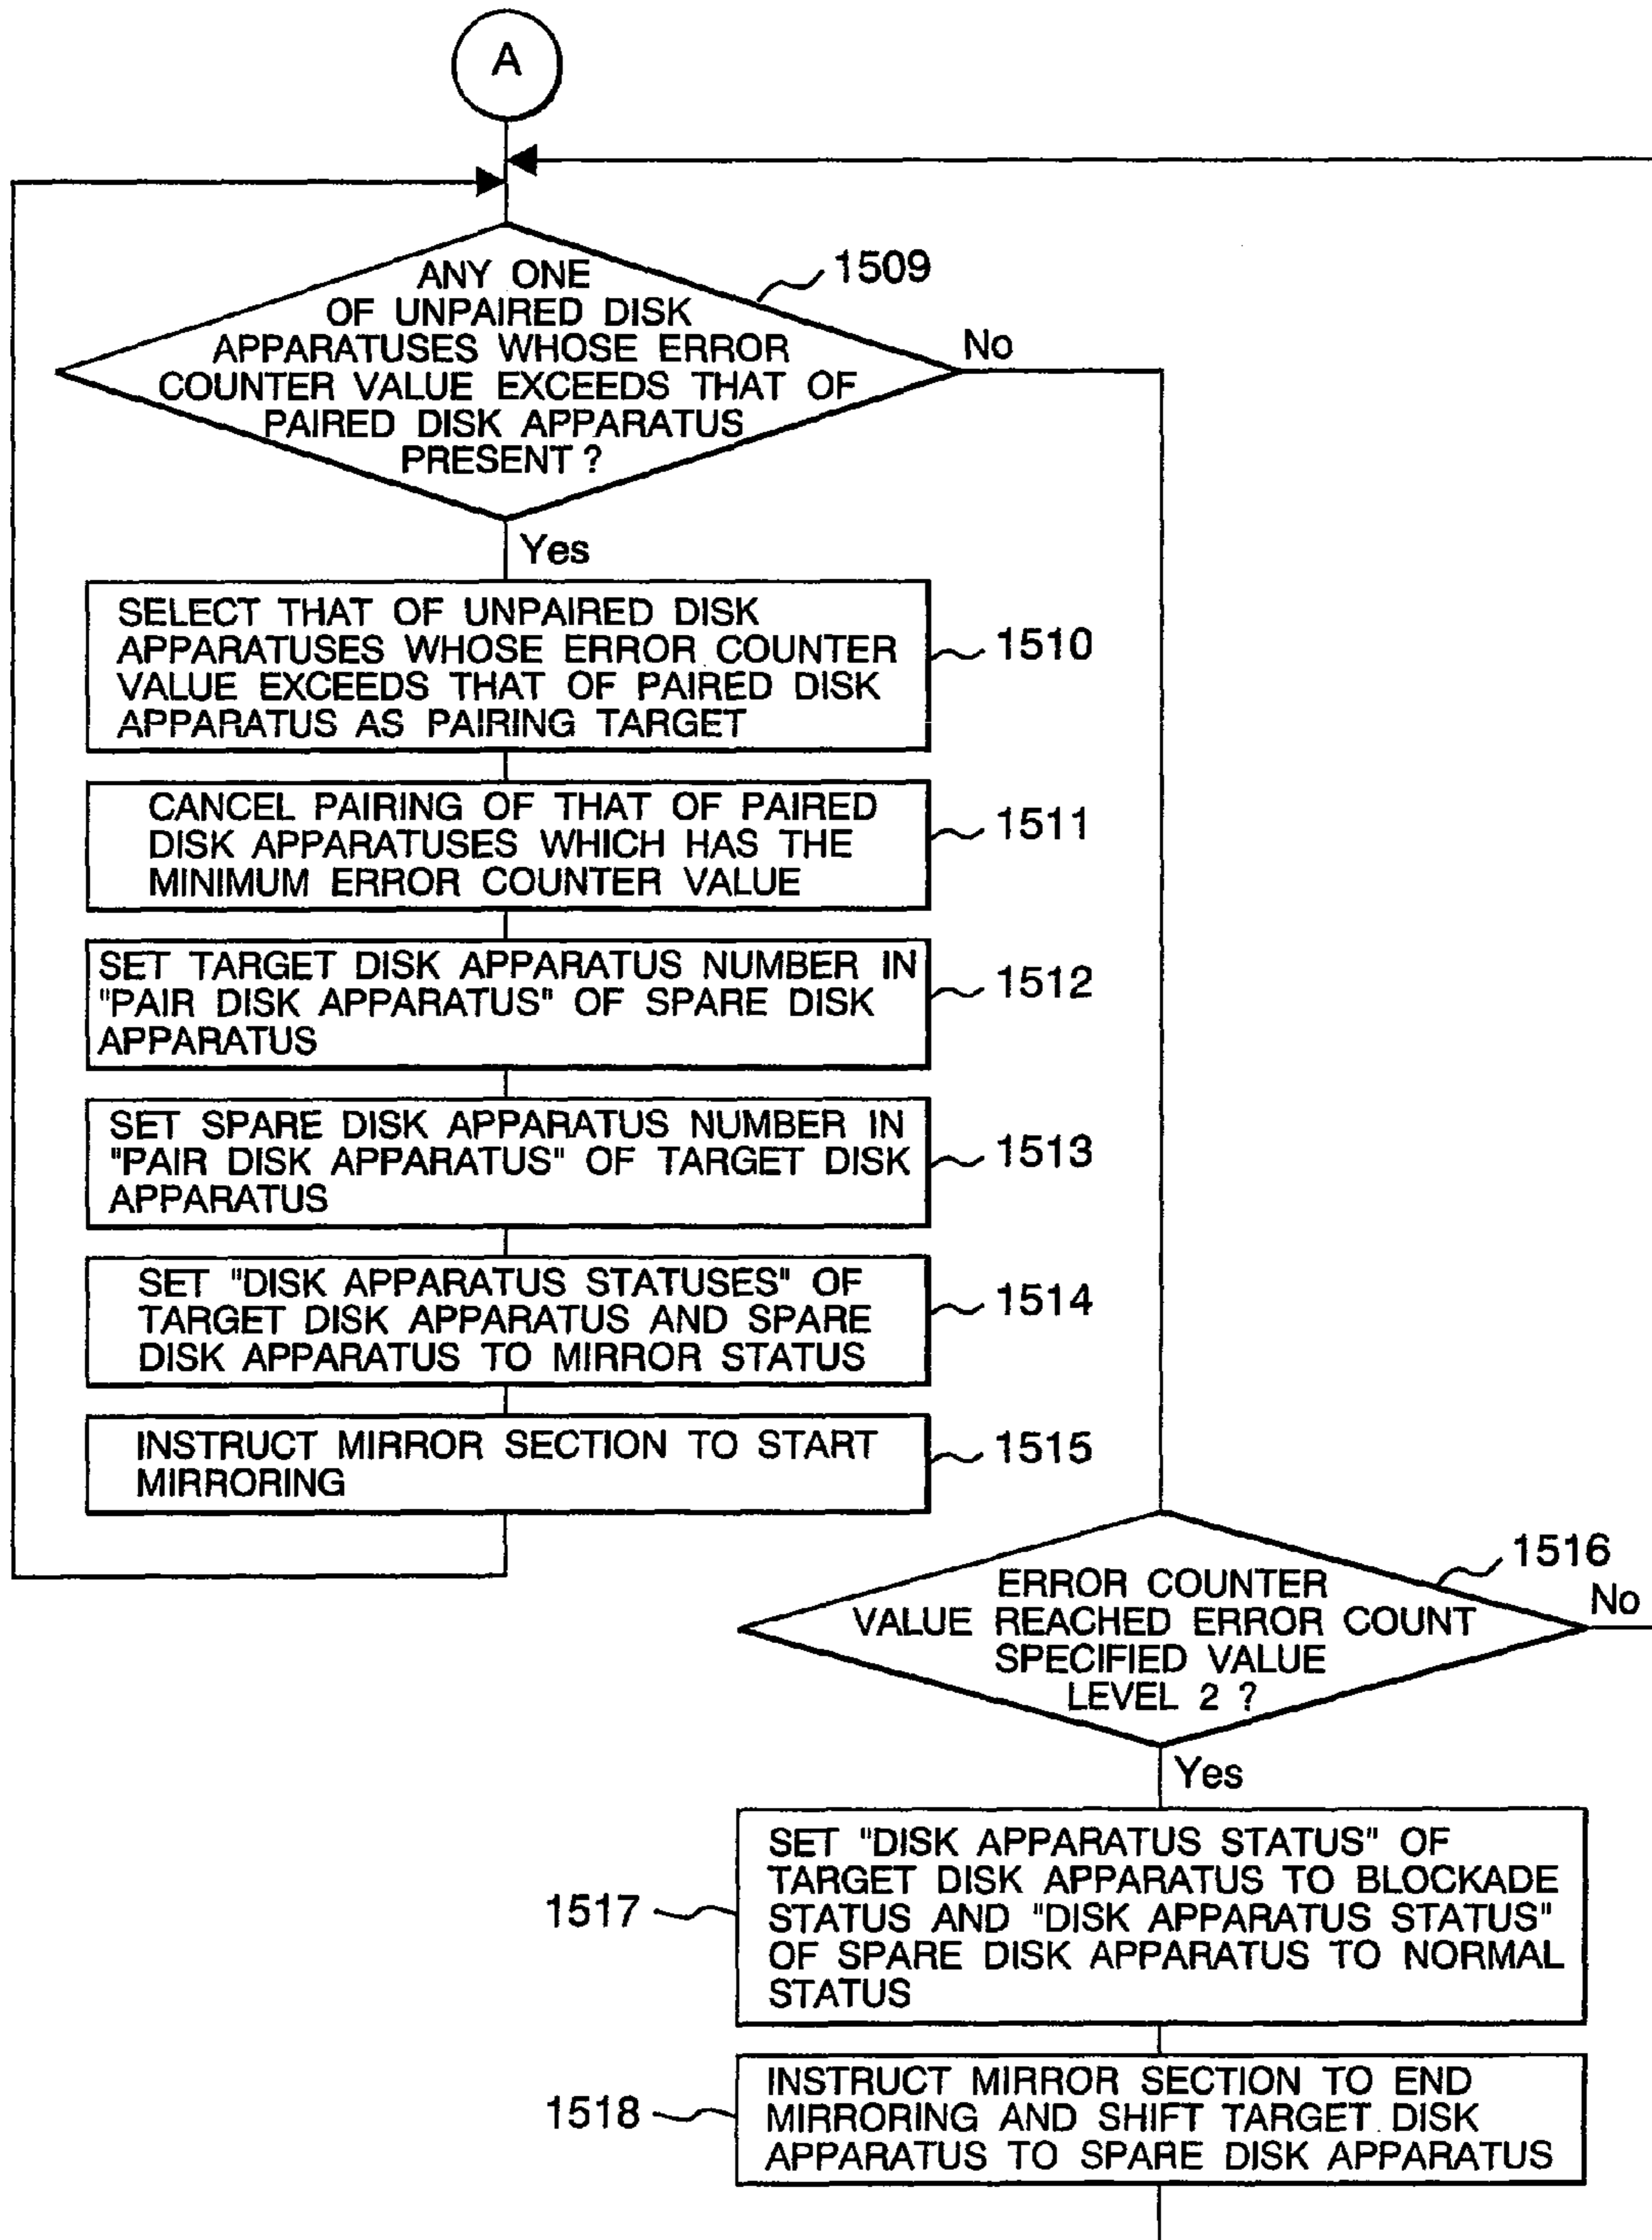 A
ANY ONE
OF UNPAIRED DISK
APPARATUSES WHOSE ERROR
COUNTER VALUE EXCEEDS THAT OF
PAIRED DISK APPARATUS
PRESENT ?
1509
No
Yes
SELECT THAT OF UNPAIRED DISK
APPARATUSES WHOSE ERROR COUNTER
VALUE EXCEEDS THAT OF PAIRED DISK
APPARATUS AS PAIRING TARGET
1510
CANCEL PAIRING OF THAT OF PAIRED
DISK APPARATUSES WHICH HAS THE
MINIMUM ERROR COUNTER VALUE
1511
SET TARGET DISK APPARATUS NUMBER IN
"PAIR DISK APPARATUS" OF SPARE DISK
APPARATUS
1512
SET SPARE DISK APPARATUS NUMBER IN
"PAIR DISK APPARATUS" OF TARGET DISK
APPARATUS
1513
SET "DISK APPARATUS STATUSES" OF
TARGET DISK APPARATUS AND SPARE
DISK APPARATUS TO MIRROR STATUS
1514
INSTRUCT MIRROR SECTION TO START
MIRRORING
1515
ERROR COUNTER
VALUE REACHED ERROR COUNT
SPECIFIED VALUE
LEVEL 2 ?
1516
No
Yes
SET "DISK APPARATUS STATUS" OF
TARGET DISK APPARATUS TO BLOCKADE
STATUS AND "DISK APPARATUS STATUS"
OF SPARE DISK APPARATUS TO NORMAL
STATUS
1517
INSTRUCT MIRROR SECTION TO END
MIRRORING AND SHIFT TARGET DISK
APPARATUS TO SPARE DISK APPARATUS
1518